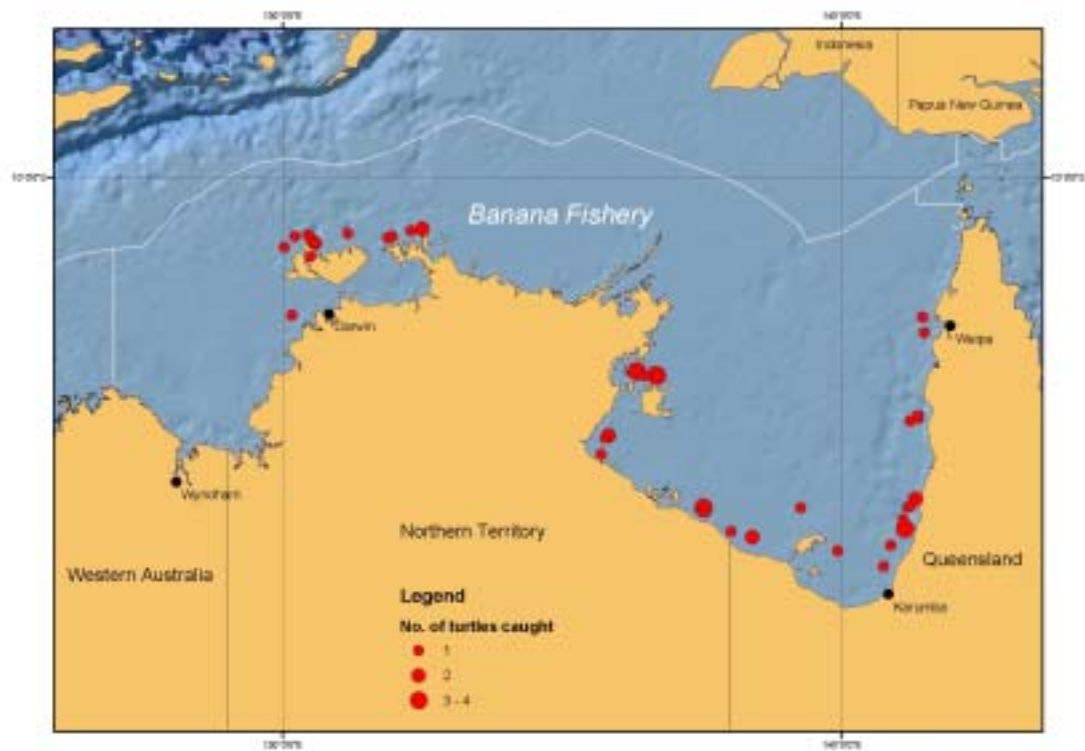 Indonesia
Papua New Guinea
Banana Fishery
Darwin
Weipa
Wyndham
Northern Territory
Western Australia
Queensland
Karumba
Legend
No. of turtles caught
1
2
3 - 4